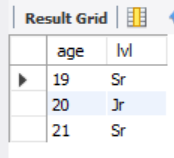 Result Grid
age lvl
19 Sr
20 Jr
21 Sr